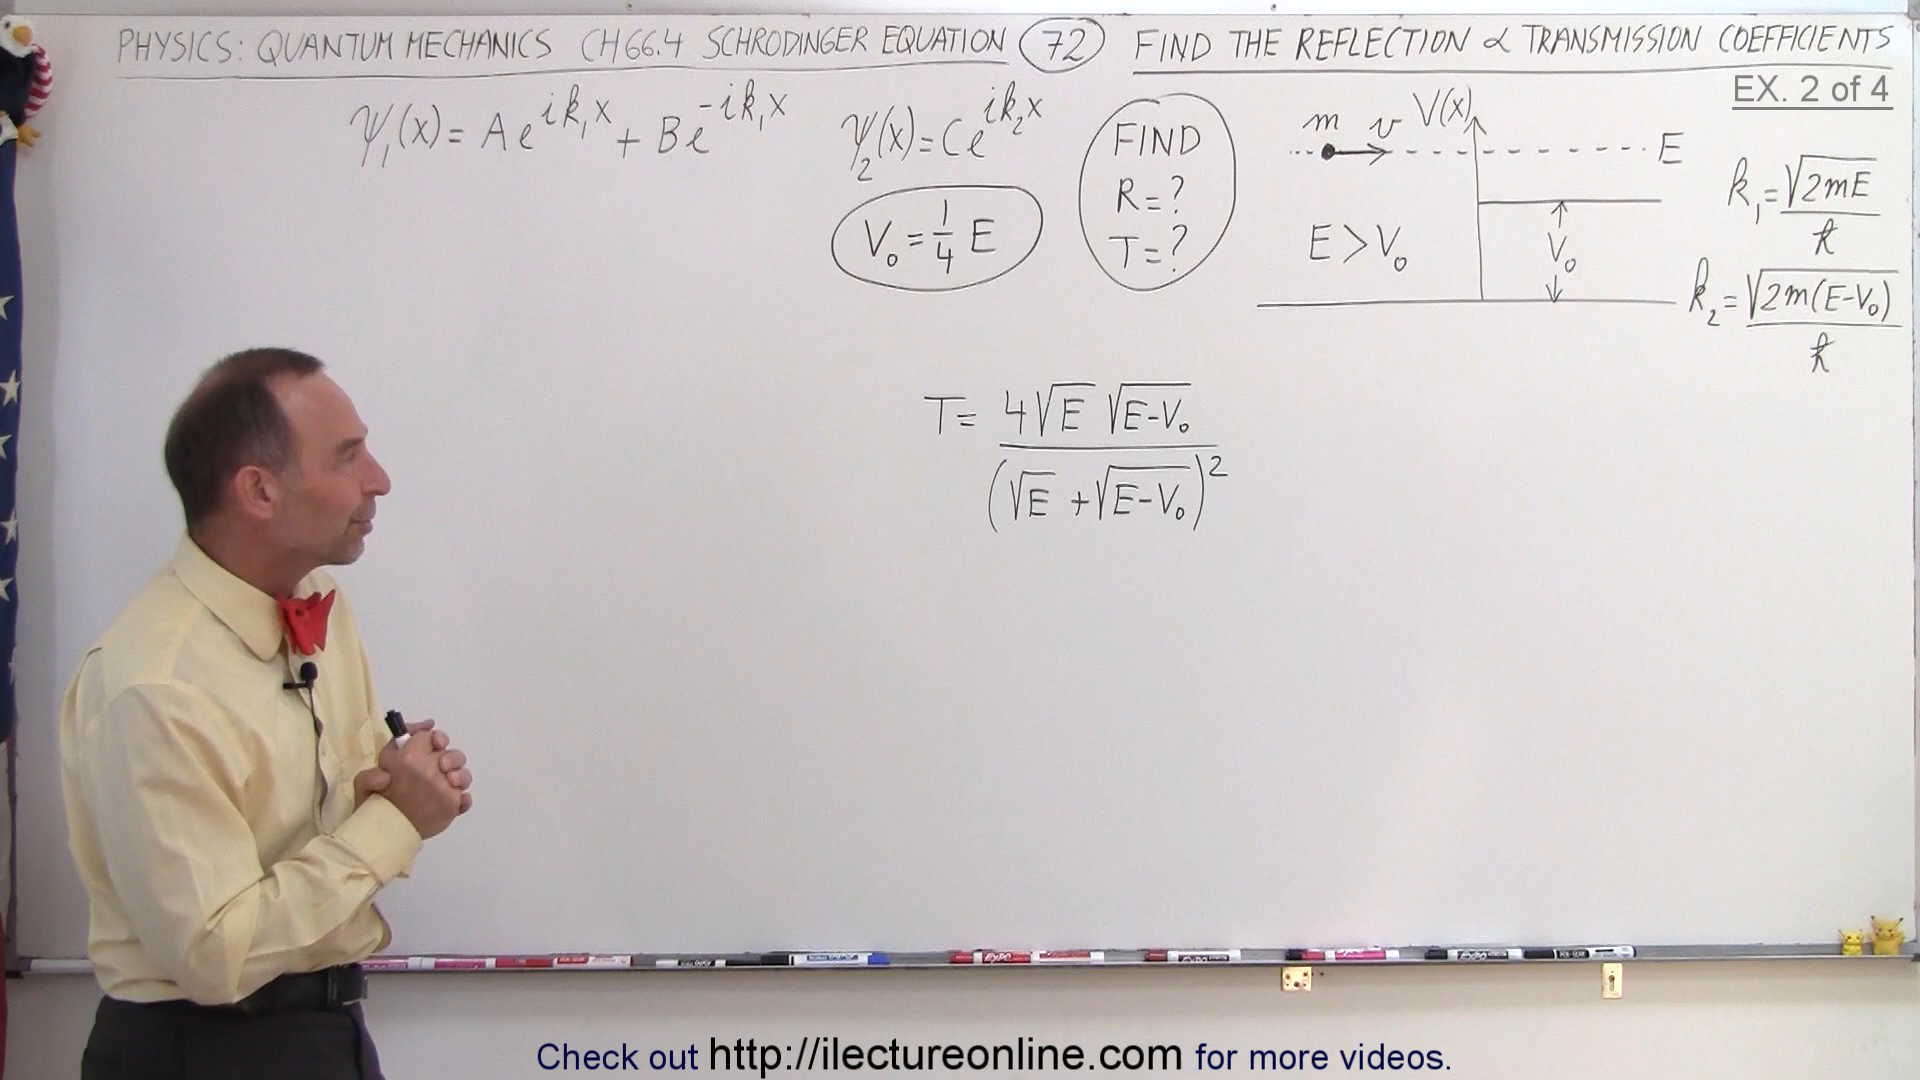 PHYSICS: QUANTUM MECHANICS CH66.4 SCHRODINGER EQUATION 72 FIND THE REFLECTION & TRANSMISSION COEFFICIENTS
EX. 2 of 4
ψ₁(x) = Ae^{ik₁x} + Be^{-ik₁x}
ψ₂(x) = Ce^{ik₂x}
V₀ = 1/4 E
FIND
R = ?
T = ?
m v V(x)
E
E > V₀
V₀
k₁ = √(2mE) / ℏ
k₂ = √(2m(E-V₀)) / ℏ
T = 4√E √(E-V₀) / (√E + √(E-V₀))²
Check out http://ilectureonline.com for more videos.